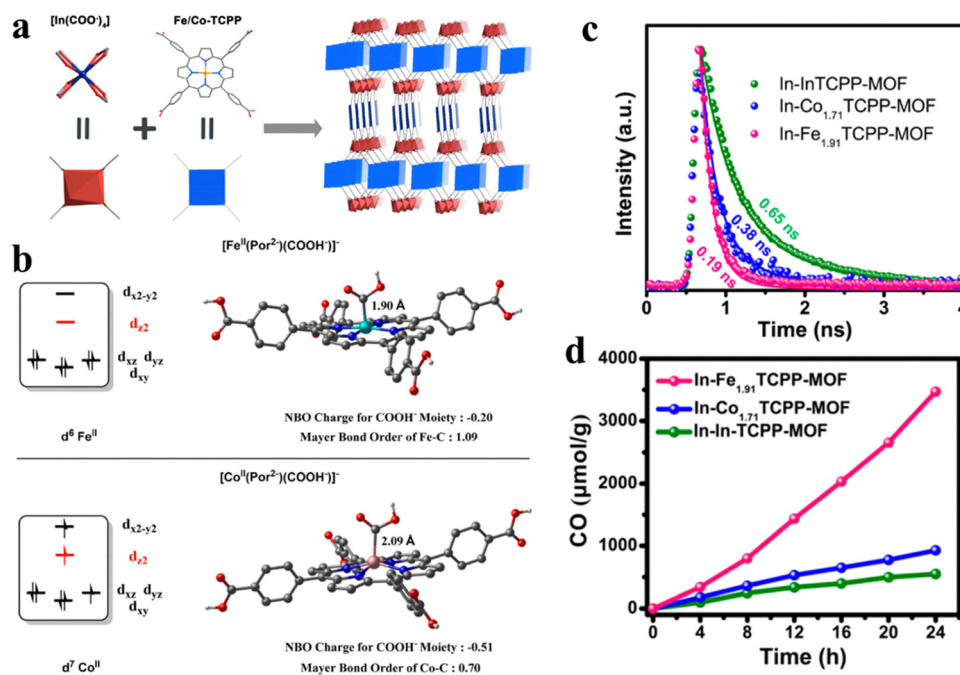 a
[In(COO⁻)₄]
Fe/Co-TCPP
b
[Feᴵᴵ(Por²⁻)(COOH⁻)]⁻
dx2-y2
dz2
dxz dyz
dxy
d⁶ Feᴵᴵ
1.90 Å
NBO Charge for COOH⁻ Moiety : -0.20
Mayer Bond Order of Fe-C : 1.09
[Coᴵᴵ(Por²⁻)(COOH⁻)]⁻
dx2-y2
dz2
dxz dyz
dxy
d⁷ Coᴵᴵ
2.09 Å
NBO Charge for COOH⁻ Moiety : -0.51
Mayer Bond Order of Co-C : 0.70
c
Intensity (a.u.)
In-InTCPP-MOF
In-Co₁.₇₁TCPP-MOF
In-Fe₁.₉₁TCPP-MOF
0.65 ns
0.38 ns
0.19 ns
0 1 2 3 4
Time (ns)
d
CO (μmol/g)
4000
3000
2000
1000
0
In-Fe₁.₉₁TCPP-MOF
In-Co₁.₇₁TCPP-MOF
In-In-TCPP-MOF
0 4 8 12 16 20 24
Time (h)